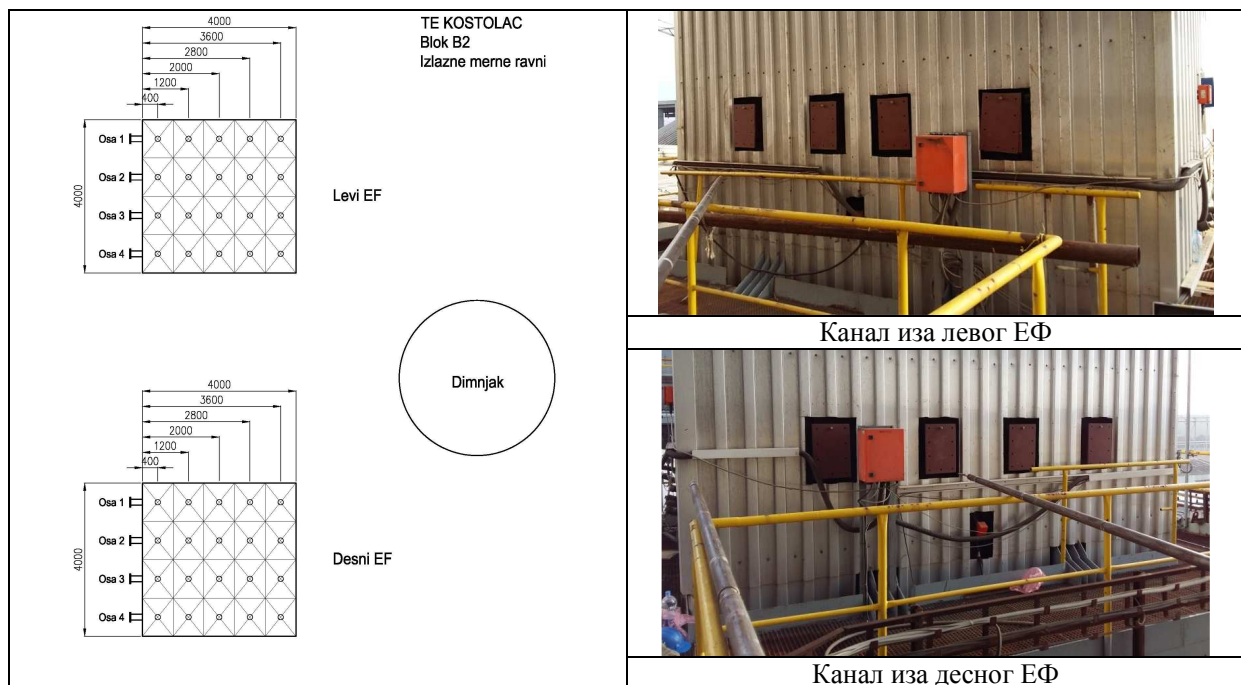 4000
3600
2800
2000
1200
400
TE KOSTOLAC
Blok B2
Izlazne merne ravni
4000
Osa 1
Osa 2
Osa 3
Osa 4
Levi EF
Dimnjak
4000
3600
2800
2000
1200
400
4000
Osa 1
Osa 2
Osa 3
Osa 4
Desni EF
Канал иза левог ЕФ
Канал иза десног ЕФ